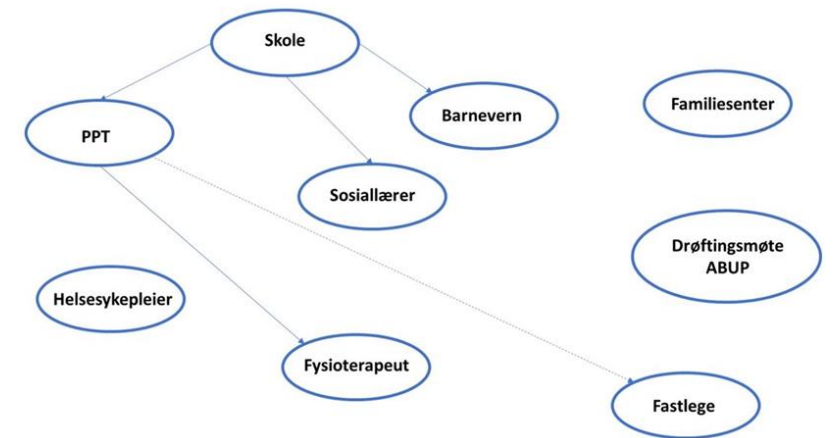 Skole
Barnevern
Familiesenter
PPT
Sosiallærer
Drøftingsmøte
ABUP
Helsesykepleier
Fysioterapeut
Fastlege